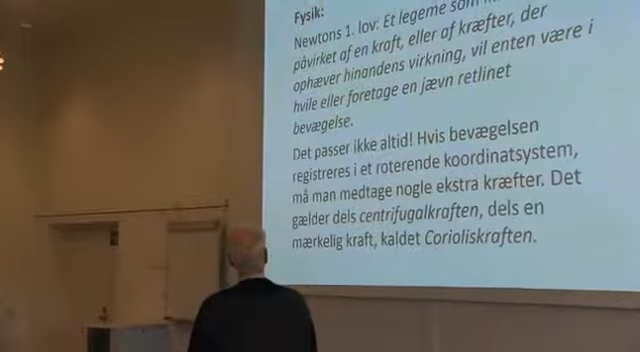 Fysik:
Newtons 1. lov: Et legeme som
påvirket af en kraft, eller af kræfter, der
ophæver hinandens virkning, vil enten være i
hvile eller foretage en jævn retlinet
bevægelse.
Det passer ikke altid! Hvis bevægelsen
registreres i et roterende koordinatsystem,
må man medtage nogle ekstra kræfter. Det
gælder dels centrifugalkraften, dels en
mærkelig kraft, kaldet Corioliskraften.